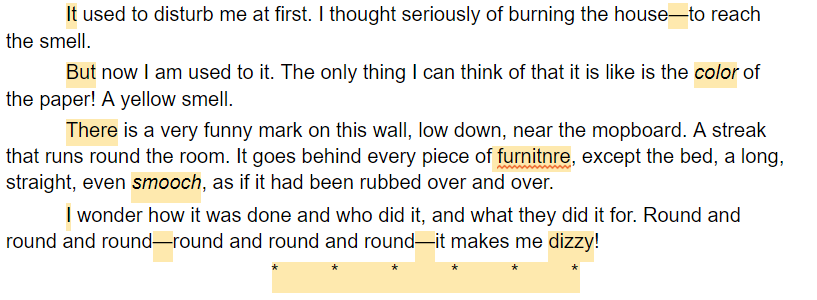 It used to disturb me at first. I thought seriously of burning the house—to reach
the smell.
But now I am used to it. The only thing I can think of that it is like is the color of
the paper! A yellow smell.
There is a very funny mark on this wall, low down, near the mopboard. A streak
that runs round the room. It goes behind every piece of furnitnre, except the bed, a long,
straight, even smooch, as if it had been rubbed over and over.
I wonder how it was done and who did it, and what they did it for. Round and
round and round—round and round and round—it makes me dizzy!
* * * * * *